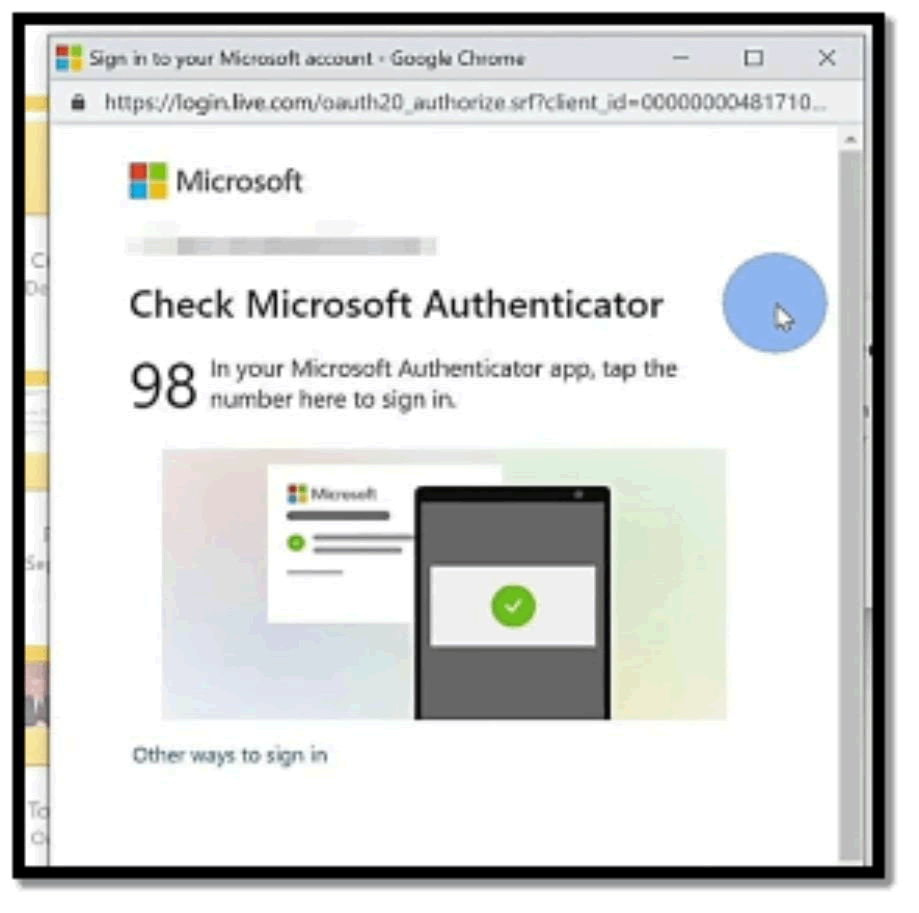 Sign in to your Microsoft account - Google Chrome
https://login.live.com/oauth20_authorize.srf?client_id=00000000481710...
Microsoft
Check Microsoft Authenticator
98
In your Microsoft Authenticator app, tap the
number here to sign in.
Microsoft
Other ways to sign in